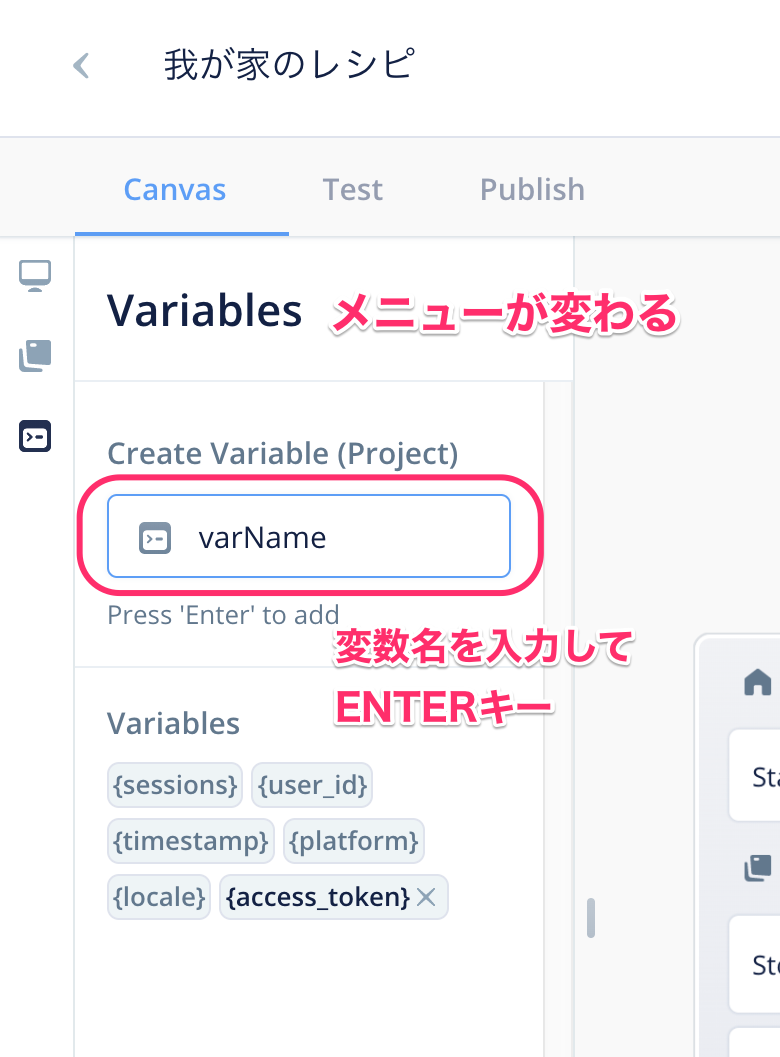 我が家のレシピ
Canvas Test Publish
Variables メニューが変わる
Create Variable (Project)
varName
Press 'Enter' to add
変数名を入力して
ENTERキー
Variables
{sessions} {user_id}
{timestamp} {platform}
{locale} {access_token}